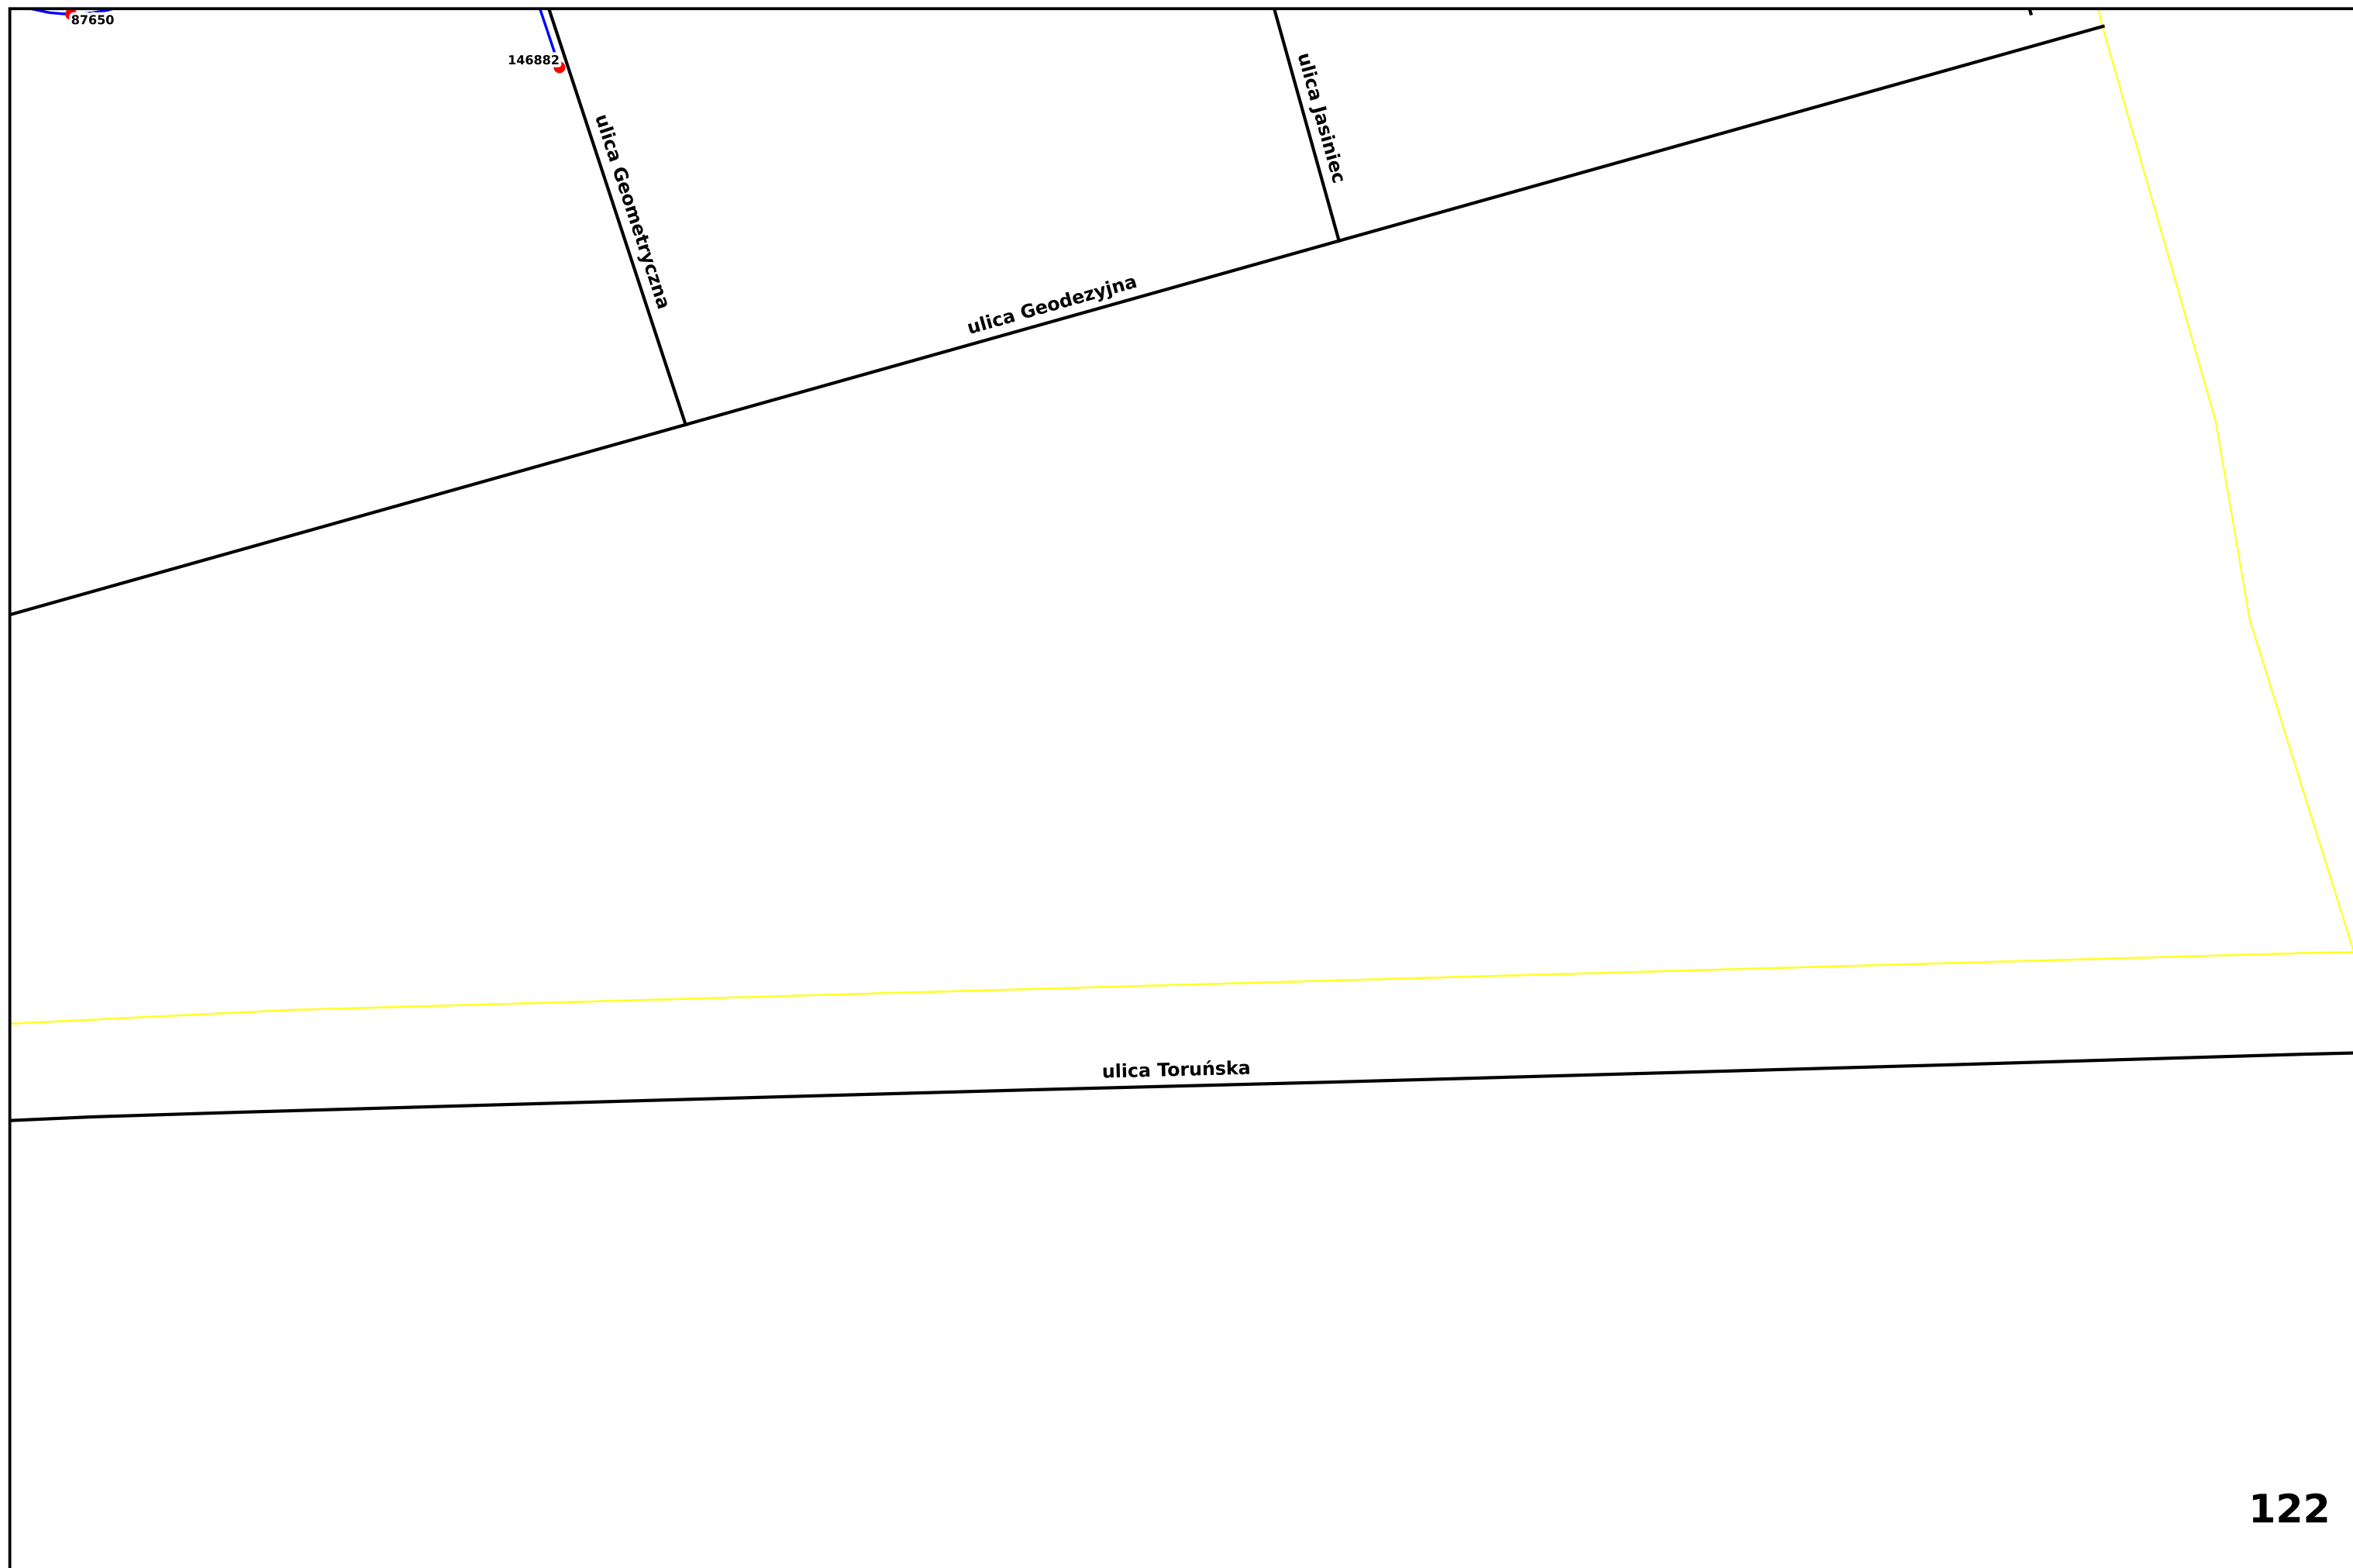 87650
146882
ulica Jasiniec
ulica Geometryczna
ulica Geodezyjna
ulica Toruńska
122